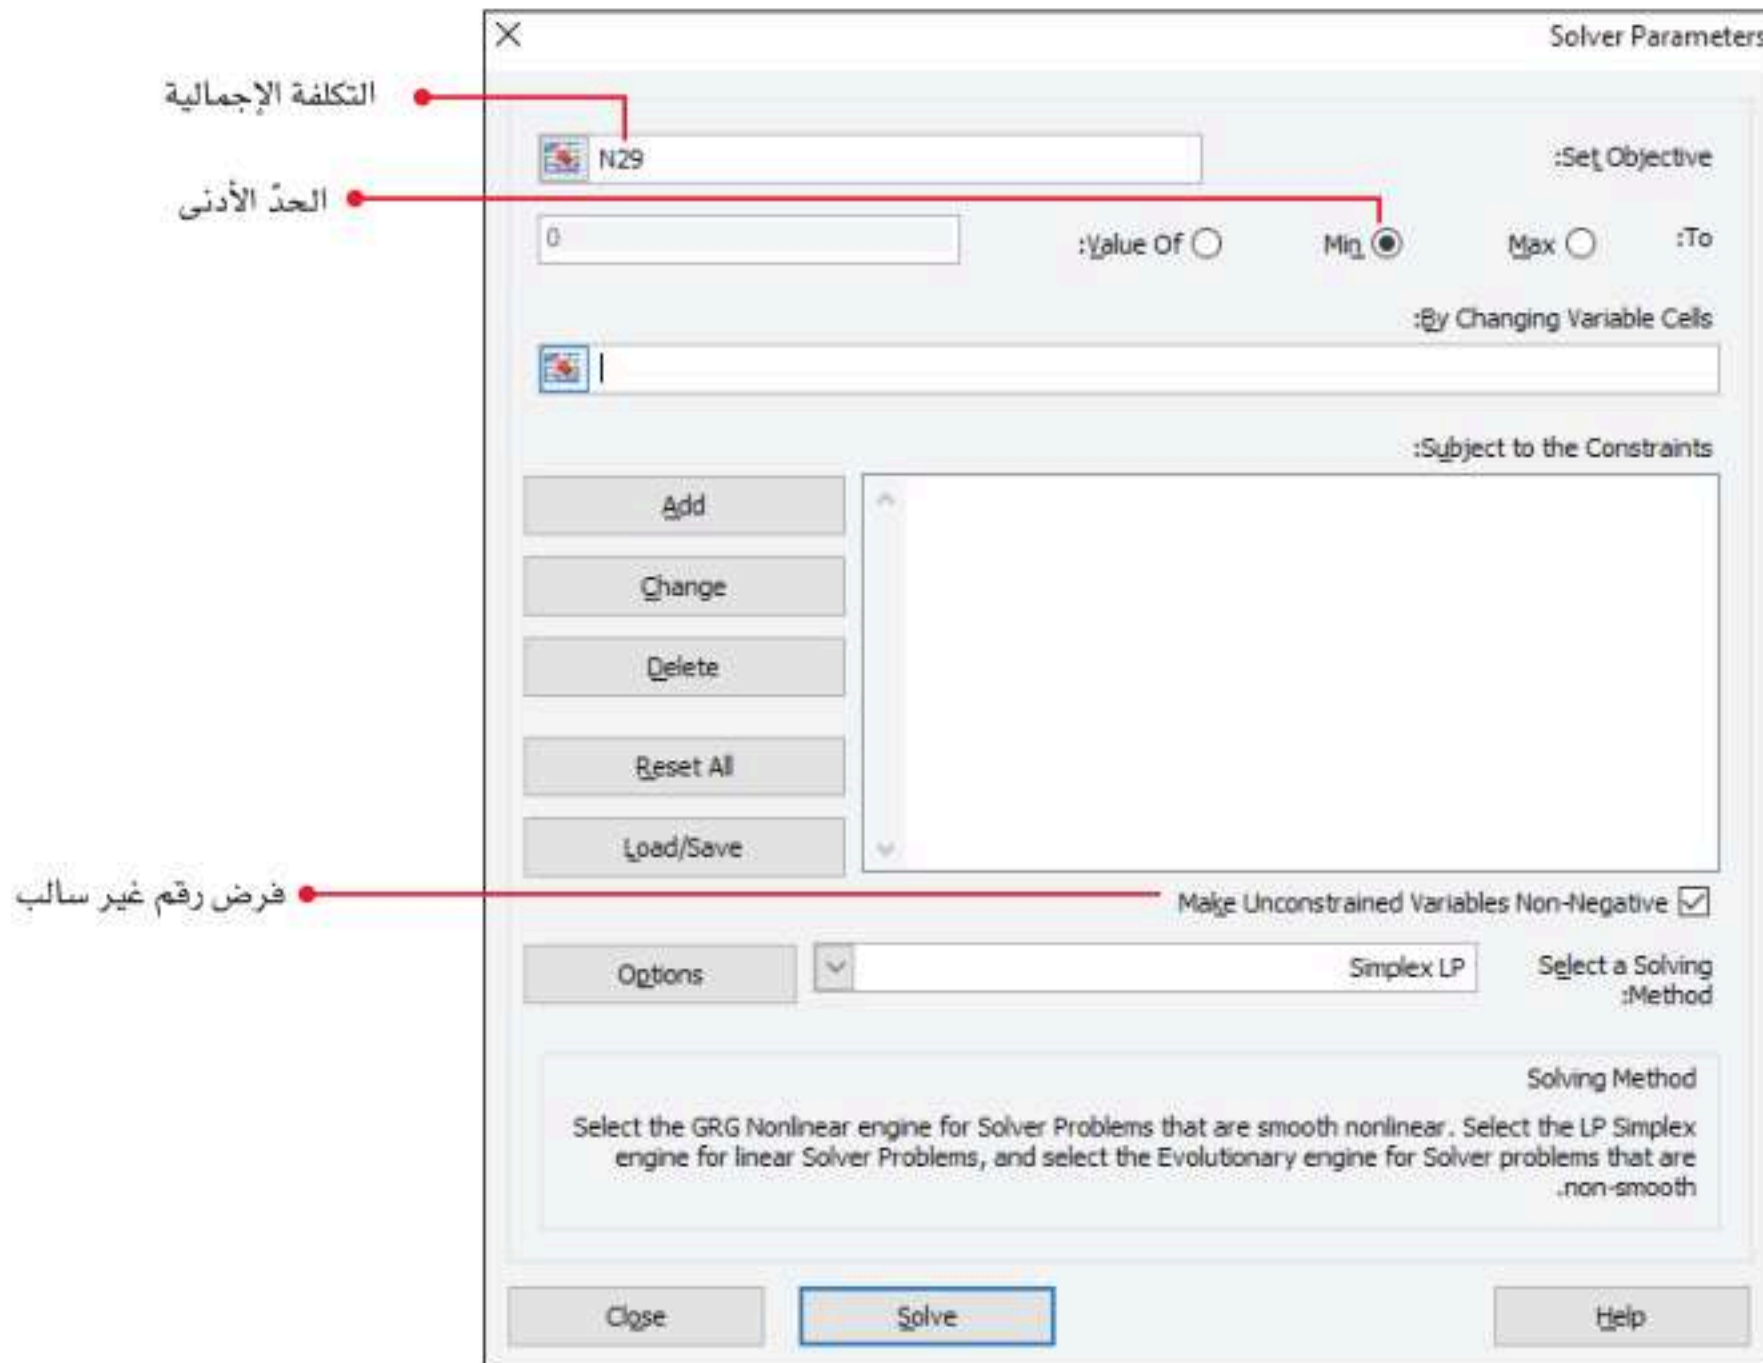 Solver Parameters
التكلفة الإجمالية
:Set Objective
N29
الحدّ الأدنى
:To
Max
Min
:Value Of
0
:By Changing Variable Cells
:Subject to the Constraints
Add
Change
Delete
Reset All
Load/Save
فرض رقم غير سالب
Make Unconstrained Variables Non-Negative
Select a Solving
:Method
Simplex LP
Options
Solving Method
Select the GRG Nonlinear engine for Solver Problems that are smooth nonlinear. Select the LP Simplex
engine for linear Solver Problems, and select the Evolutionary engine for Solver problems that are
.non-smooth
Help
Solve
Close